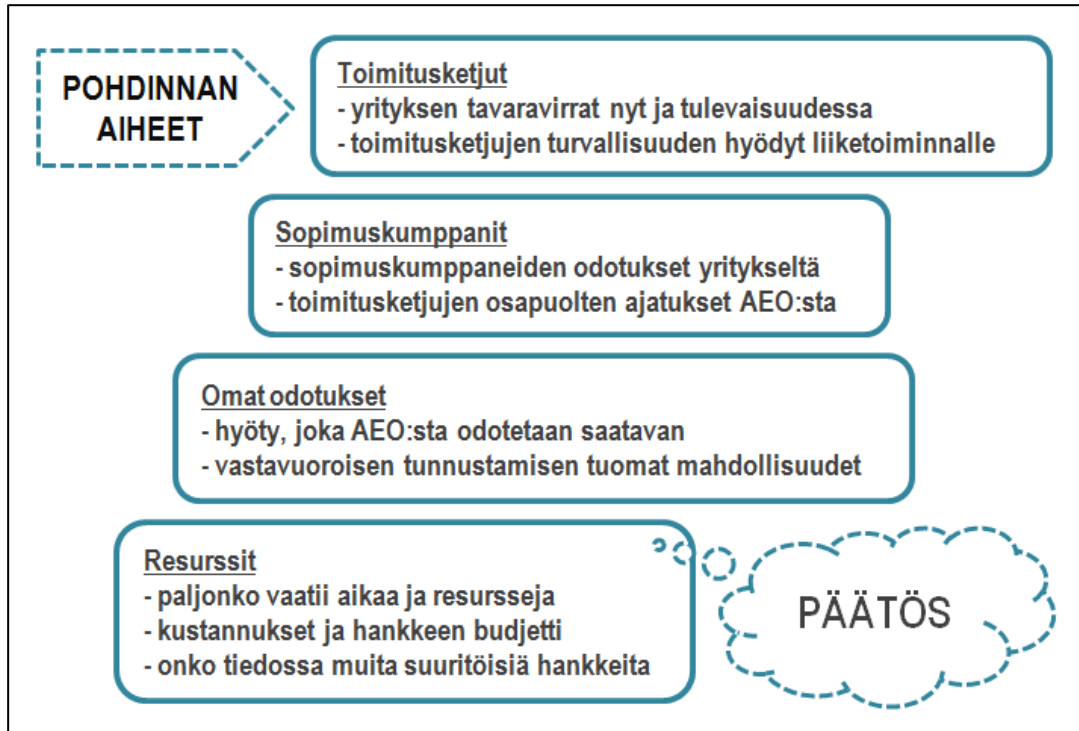 POHDINNAN
AIHEET
Toimitusketjut
- yrityksen tavaravirrat nyt ja tulevaisuudessa
- toimitusketjujen turvallisuuden hyödyt liiketoiminnalle
Sopimuskumppanit
- sopimuskumppaneiden odotukset yritykseltä
- toimitusketjujen osapuolten ajatukset AEO:sta
Omat odotukset
- hyöty, joka AEO:sta odotetaan saatavan
- vastavuoroisen tunnustamisen tuomat mahdollisuudet
Resurssit
- paljonko vaatii aikaa ja resursseja
- kustannukset ja hankkeen budjetti
- onko tiedossa muita suuritöisiä hankkeita
PÄÄTÖS